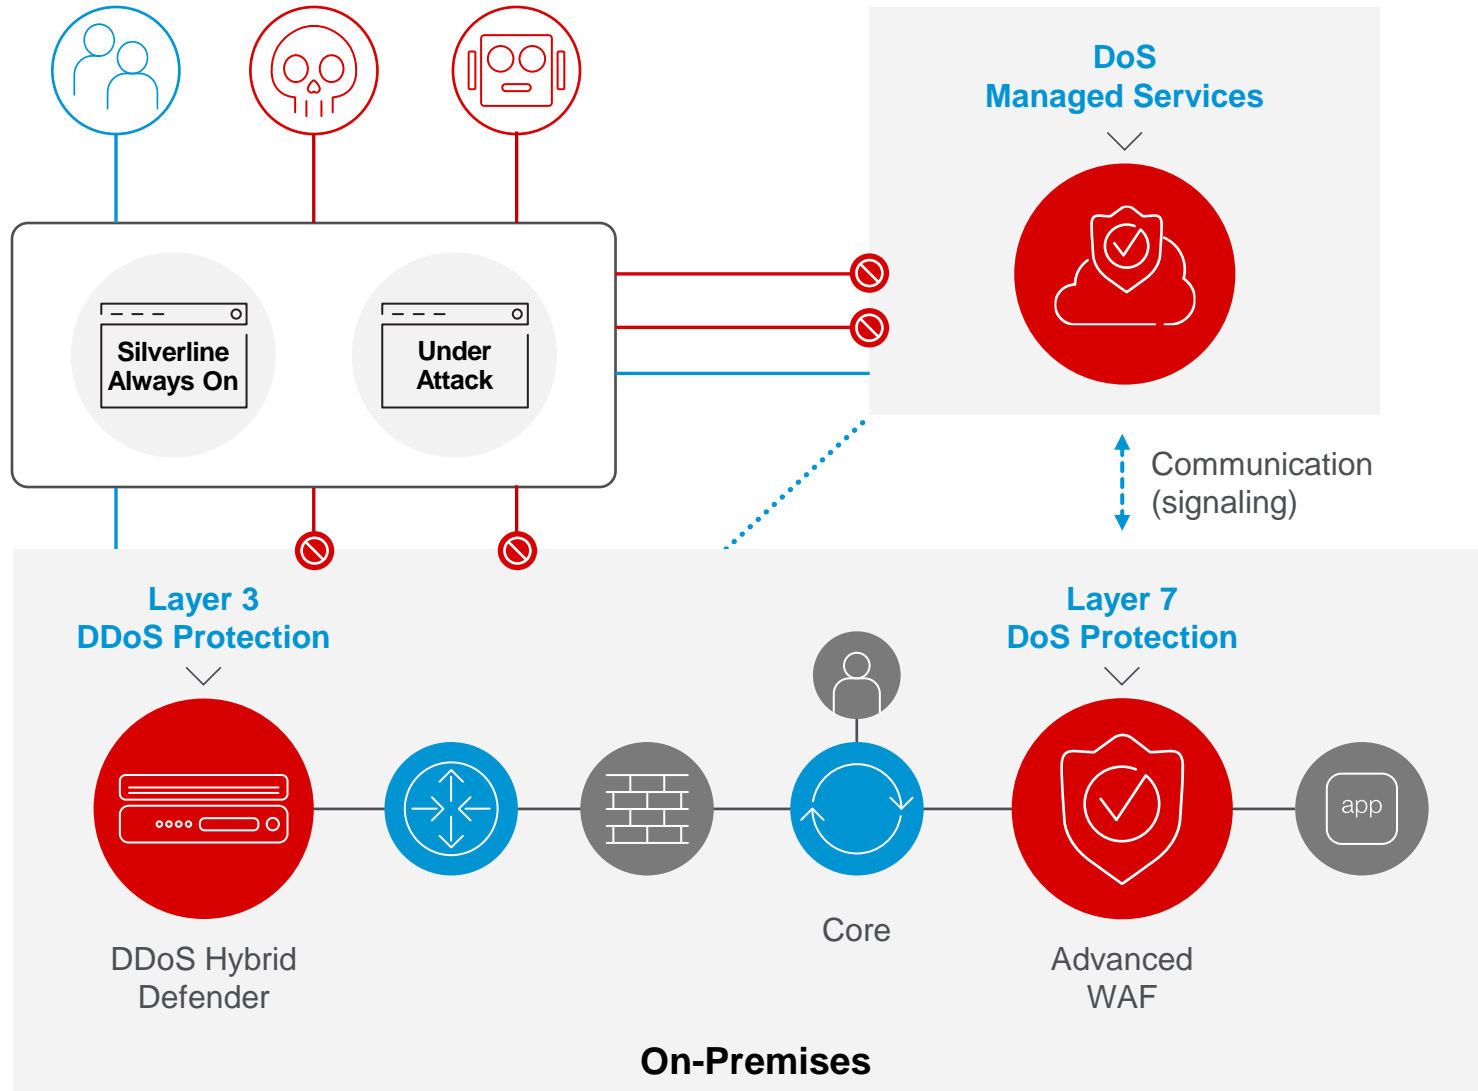 DoS
Managed Services
Silverline
Always On
Under
Attack
Communication
(signaling)
Layer 3
DDoS Protection
Layer 7
DoS Protection
app
DDoS Hybrid
Defender
Core
Advanced
WAF
On-Premises